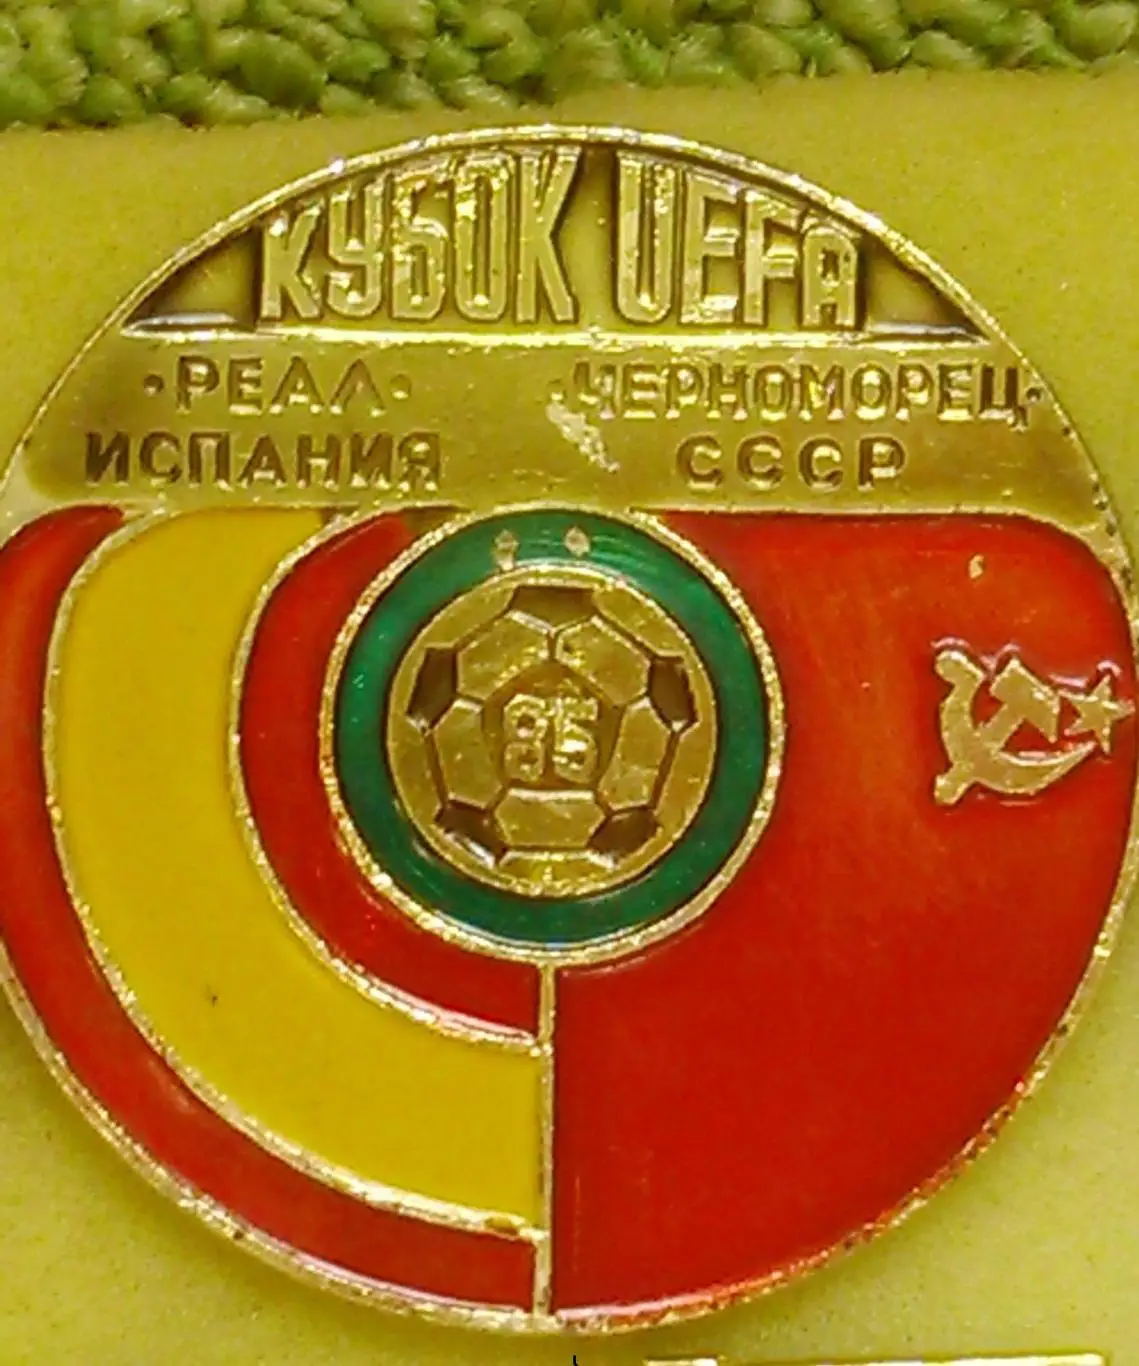 КУБОК UEFA
·РЕАЛ· ·ЧЕРНОМОРЕЦ·
ИСПАНИЯ СССР
85